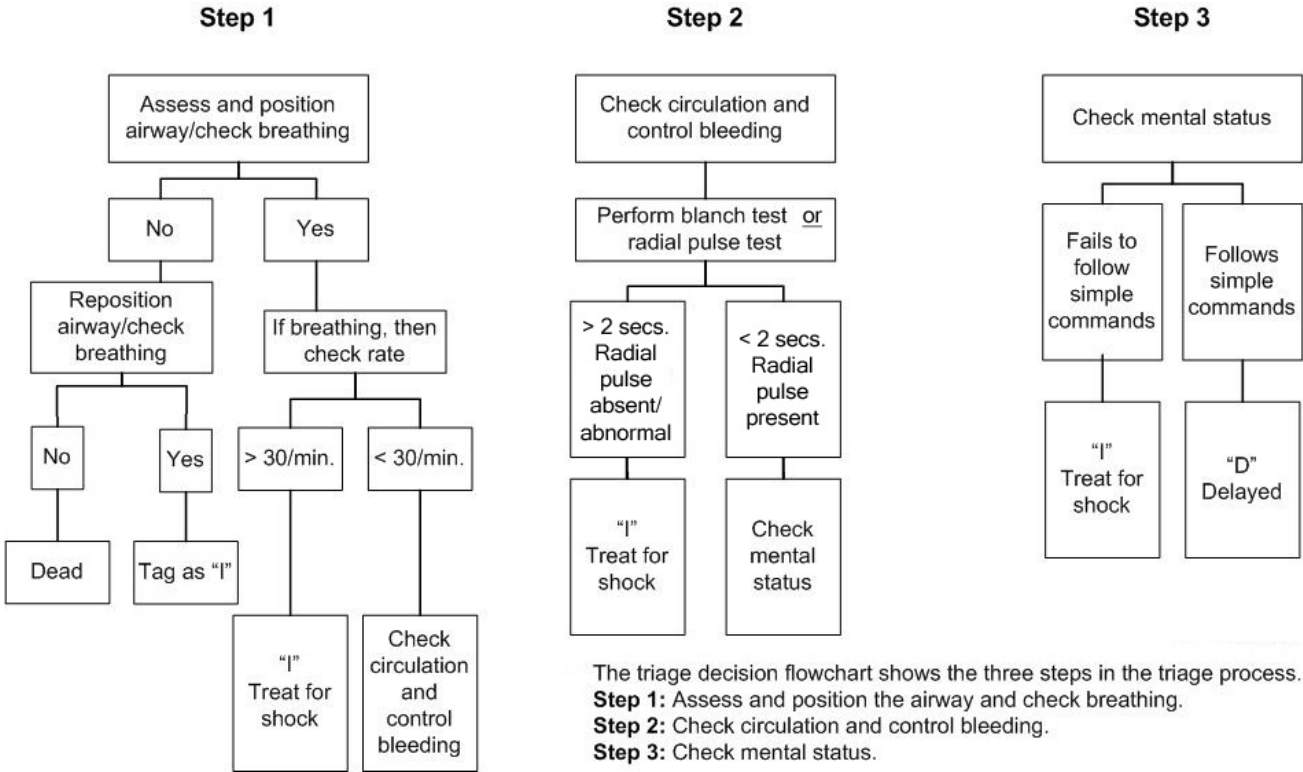 Step 1
Assess and position
airway/check breathing
No
Yes
Reposition
airway/check
breathing
If breathing, then
check rate
No
Yes
> 30/min.
< 30/min.
Dead
Tag as “I”
“I”
Treat for
shock
Check
circulation
and
control
bleeding
Step 2
Check circulation and
control bleeding
Perform blanch test or
radial pulse test
> 2 secs.
Radial
pulse
absent/
abnormal
< 2 secs.
Radial
pulse
present
“I”
Treat for
shock
Check
mental
status
Step 3
Check mental status
Fails to
follow
simple
commands
Follows
simple
commands
“I”
Treat for
shock
“D”
Delayed
The triage decision flowchart shows the three steps in the triage process.
Step 1: Assess and position the airway and check breathing.
Step 2: Check circulation and control bleeding.
Step 3: Check mental status.